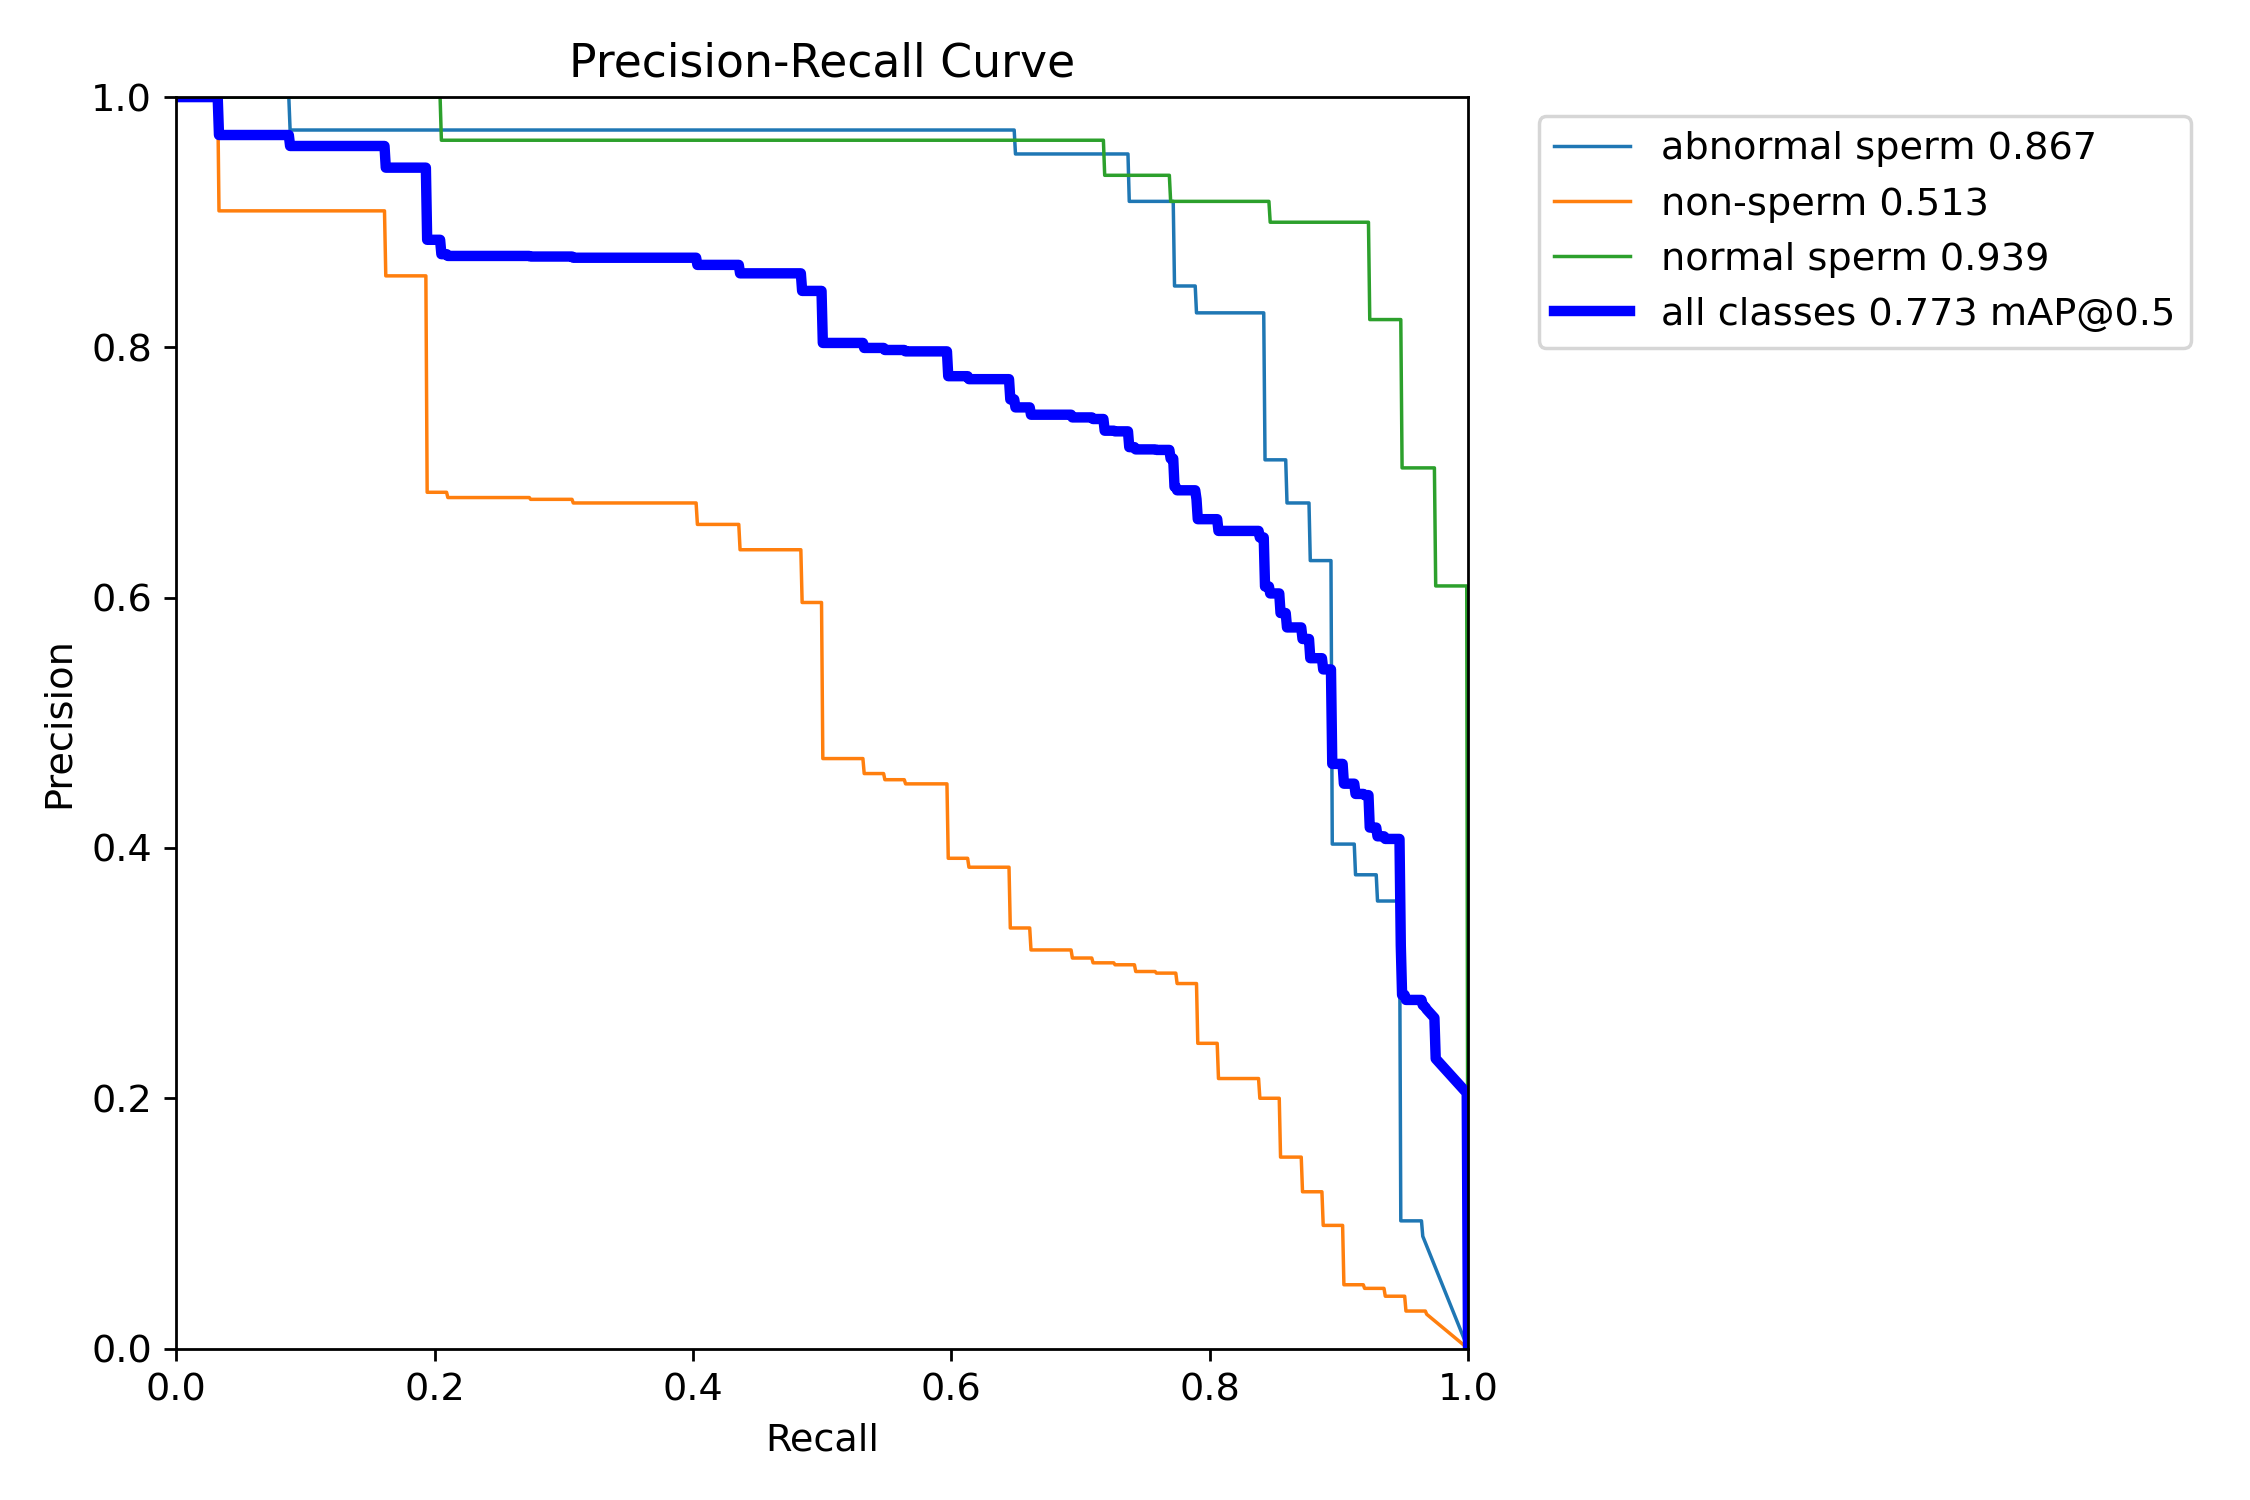 Precision-Recall Curve
abnormal sperm 0.867
non-sperm 0.513
normal sperm 0.939
all classes 0.773 mAP@0.5
Precision
1.0
0.8
0.6
0.4
0.2
0.0
0.0 0.2 0.4 0.6 0.8 1.0
Recall